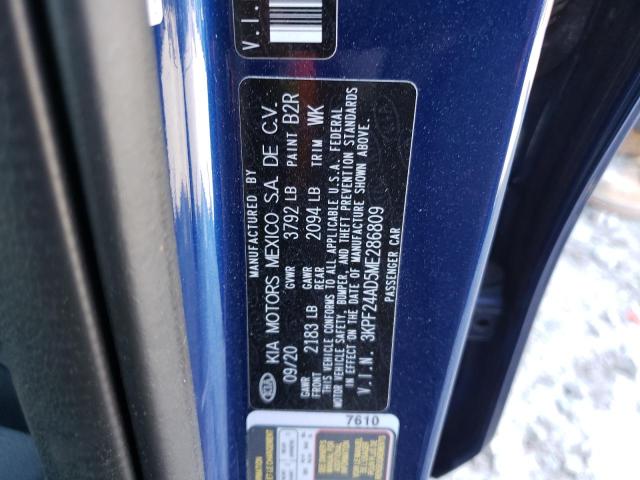 V.I.
MANUFACTURED BY
KIA MOTORS MEXICO S.A. DE C.V.
09/20 GVWR 3792 LB PAINT B2R
GAWR FRONT 2183 LB GAWR REAR 2094 LB TRIM WK
THIS VEHICLE CONFORMS TO ALL APPLICABLE U.S.A. FEDERAL
MOTOR VEHICLE SAFETY, BUMPER, AND THEFT PREVENTION STANDARDS
IN EFFECT ON THE DATE OF MANUFACTURE SHOWN ABOVE.
V.I.N. 3KPF24AD5ME286809
PASSENGER CAR
KIA
7610